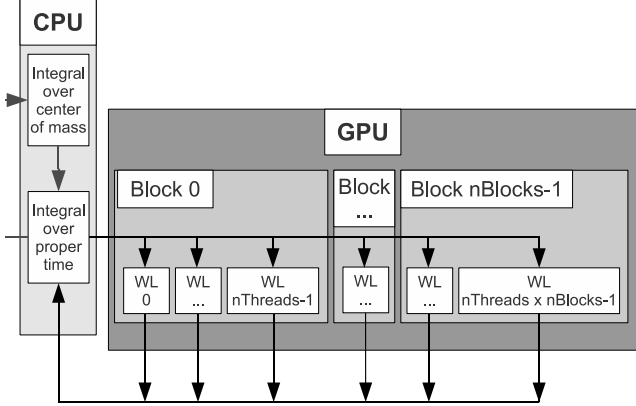 CPU
Integral
over
center
of mass
Integral
over
proper
time
GPU
Block 0
Block
...
Block nBlocks-1
WL
0
WL
...
WL
nThreads-1
WL
...
WL
...
WL
nThreads x nBlocks-1